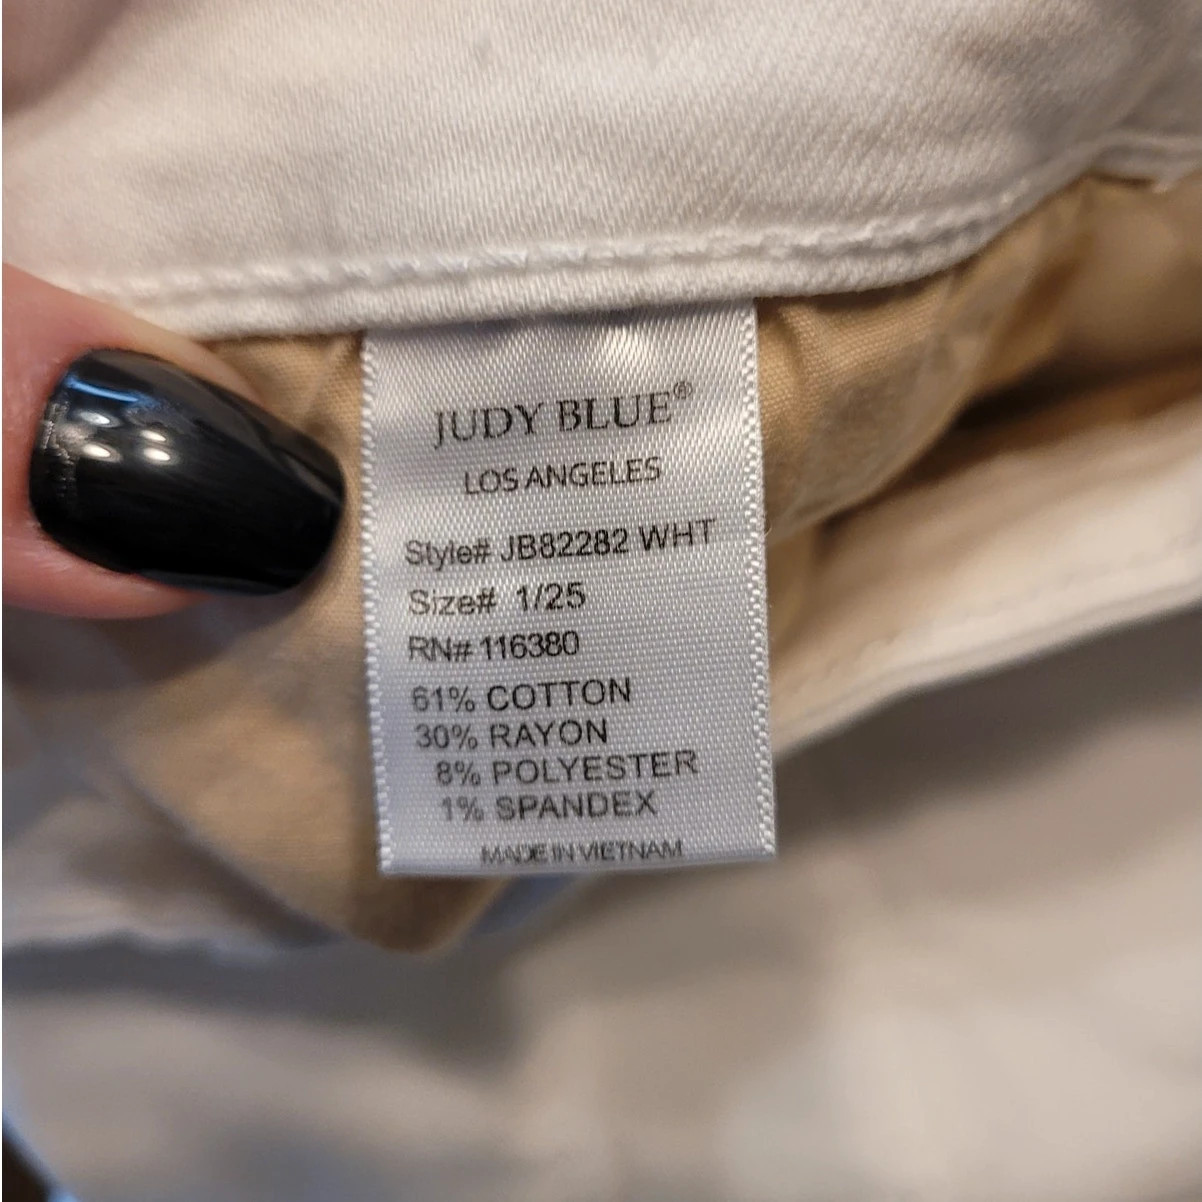 JUDY BLUE®
LOS ANGELES
Style# JB82282 WHT
Size# 1/25
RN# 116380
61% COTTON
30% RAYON
8% POLYESTER
1% SPANDEX
MADE IN VIETNAM